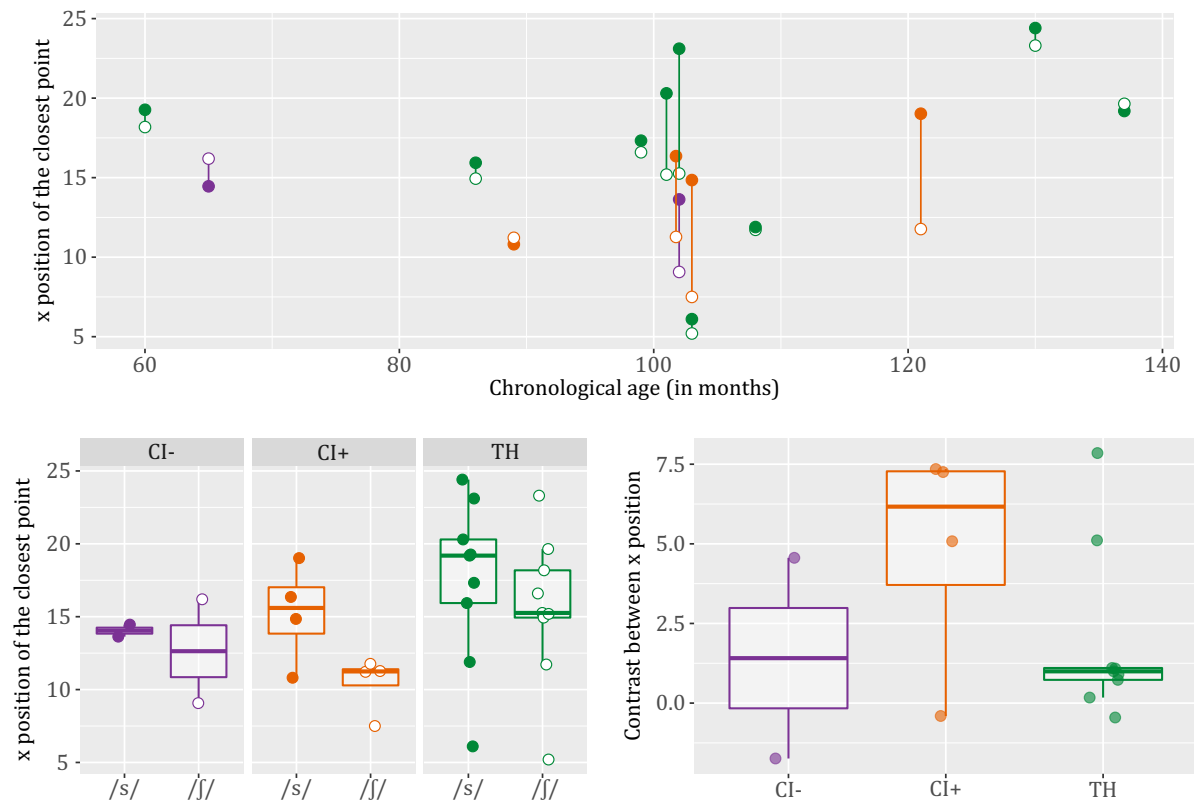 x position of the closest point
25
20
15
10
5
60 80 100 120 140
Chronological age (in months)
x position of the closest point
CI- CI+ TH
25
20
15
10
5
/s/ /ʃ/ /s/ /ʃ/ /s/ /ʃ/
Contrast between x position
7.5
5.0
2.5
0.0
CI- CI+ TH